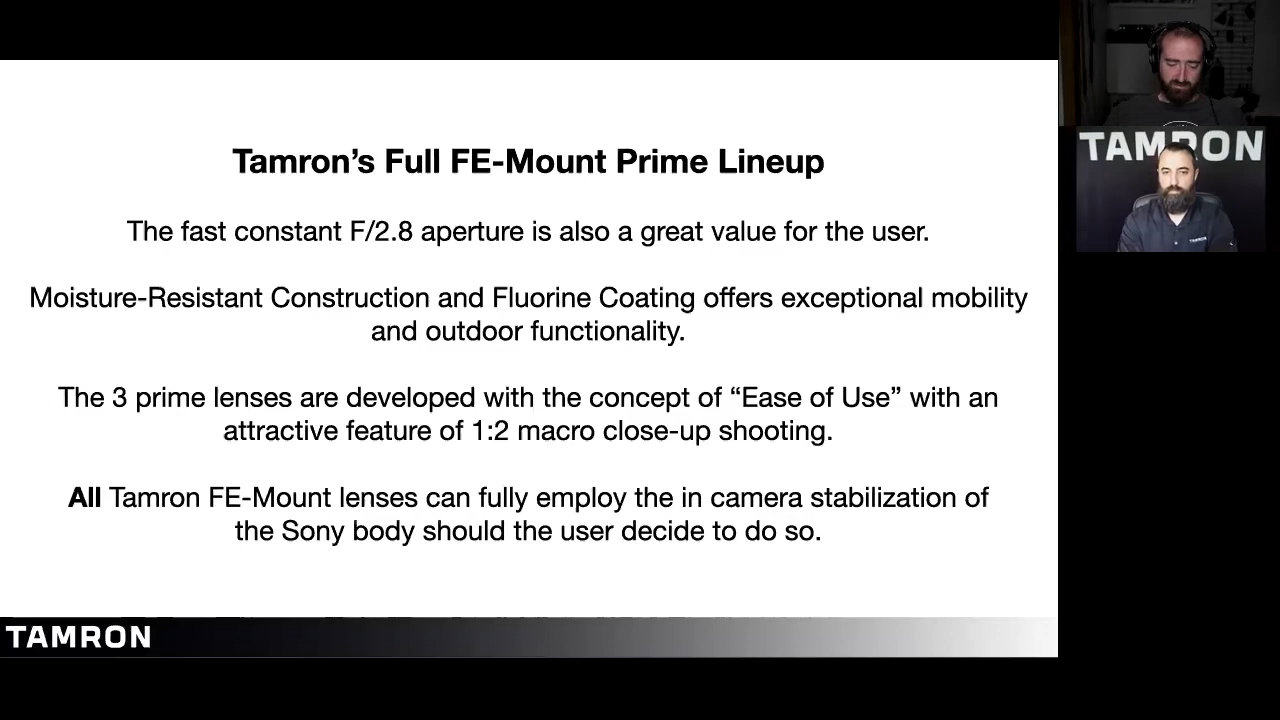 Tamron’s Full FE-Mount Prime Lineup
The fast constant F/2.8 aperture is also a great value for the user.
Moisture-Resistant Construction and Fluorine Coating offers exceptional mobility
and outdoor functionality.
The 3 prime lenses are developed with the concept of “Ease of Use” with an
attractive feature of 1:2 macro close-up shooting.
All Tamron FE-Mount lenses can fully employ the in camera stabilization of
the Sony body should the user decide to do so.
TAMRON
TAMRON
TAMRON